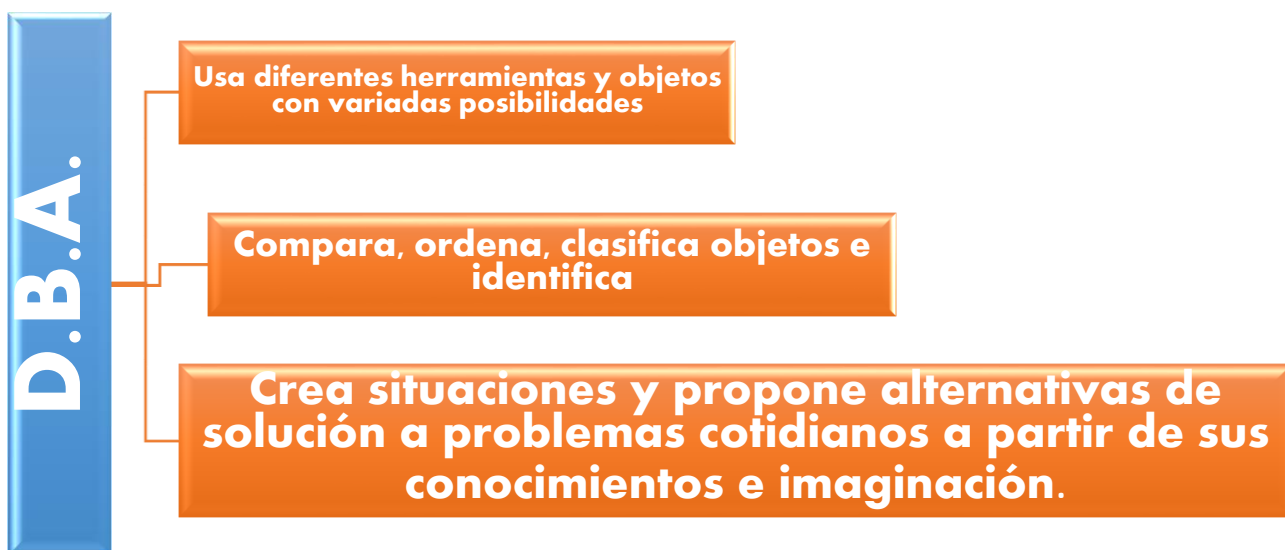 D.B.A.
Usa diferentes herramientas y objetos
con variadas posibilidades
Compara, ordena, clasifica objetos e
identifica
Crea situaciones y propone alternativas de
solución a problemas cotidianos a partir de sus
conocimientos e imaginación.